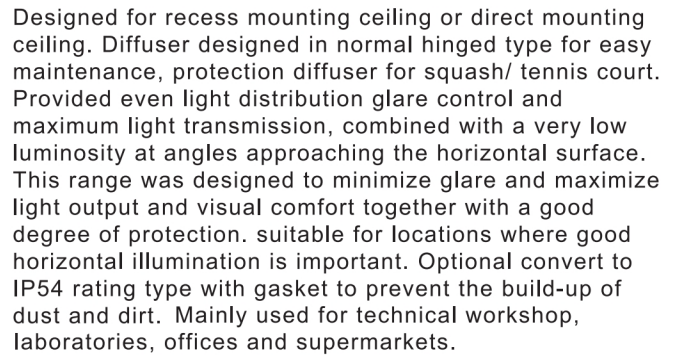 Designed for recess mounting ceiling or direct mounting
ceiling. Diffuser designed in normal hinged type for easy
maintenance, protection diffuser for squash/ tennis court.
Provided even light distribution glare control and
maximum light transmission, combined with a very low
luminosity at angles approaching the horizontal surface.
This range was designed to minimize glare and maximize
light output and visual comfort together with a good
degree of protection. suitable for locations where good
horizontal illumination is important. Optional convert to
IP54 rating type with gasket to prevent the build-up of
dust and dirt. Mainly used for technical workshop,
laboratories, offices and supermarkets.